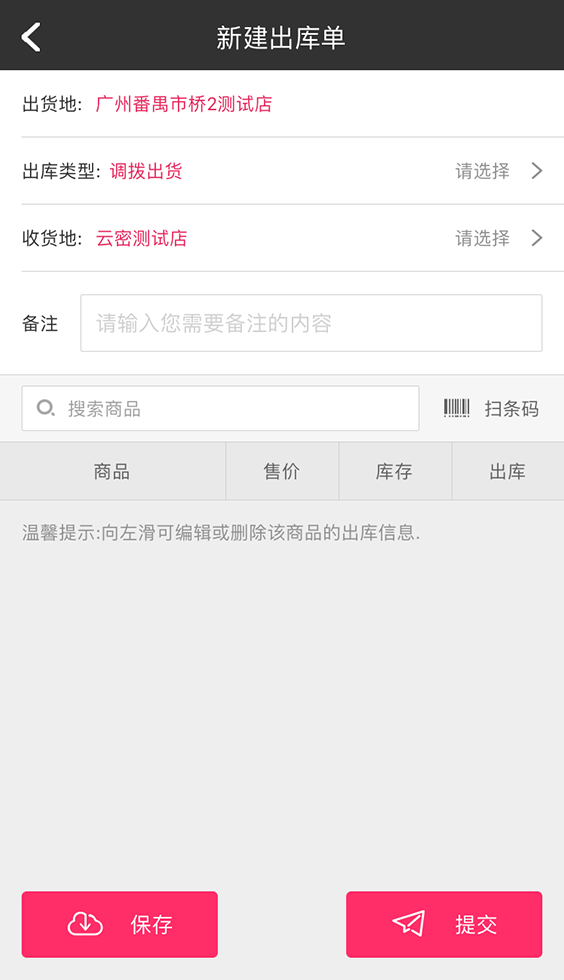 新建出库单
出货地: 广州番禺市桥2测试店
出库类型: 调拨出货 请选择
收货地: 云密测试店 请选择
备注 请输入您需要备注的内容
搜索商品 扫条码
商品 售价 库存 出库
温馨提示:向左滑可编辑或删除该商品的出库信息.
保存 提交